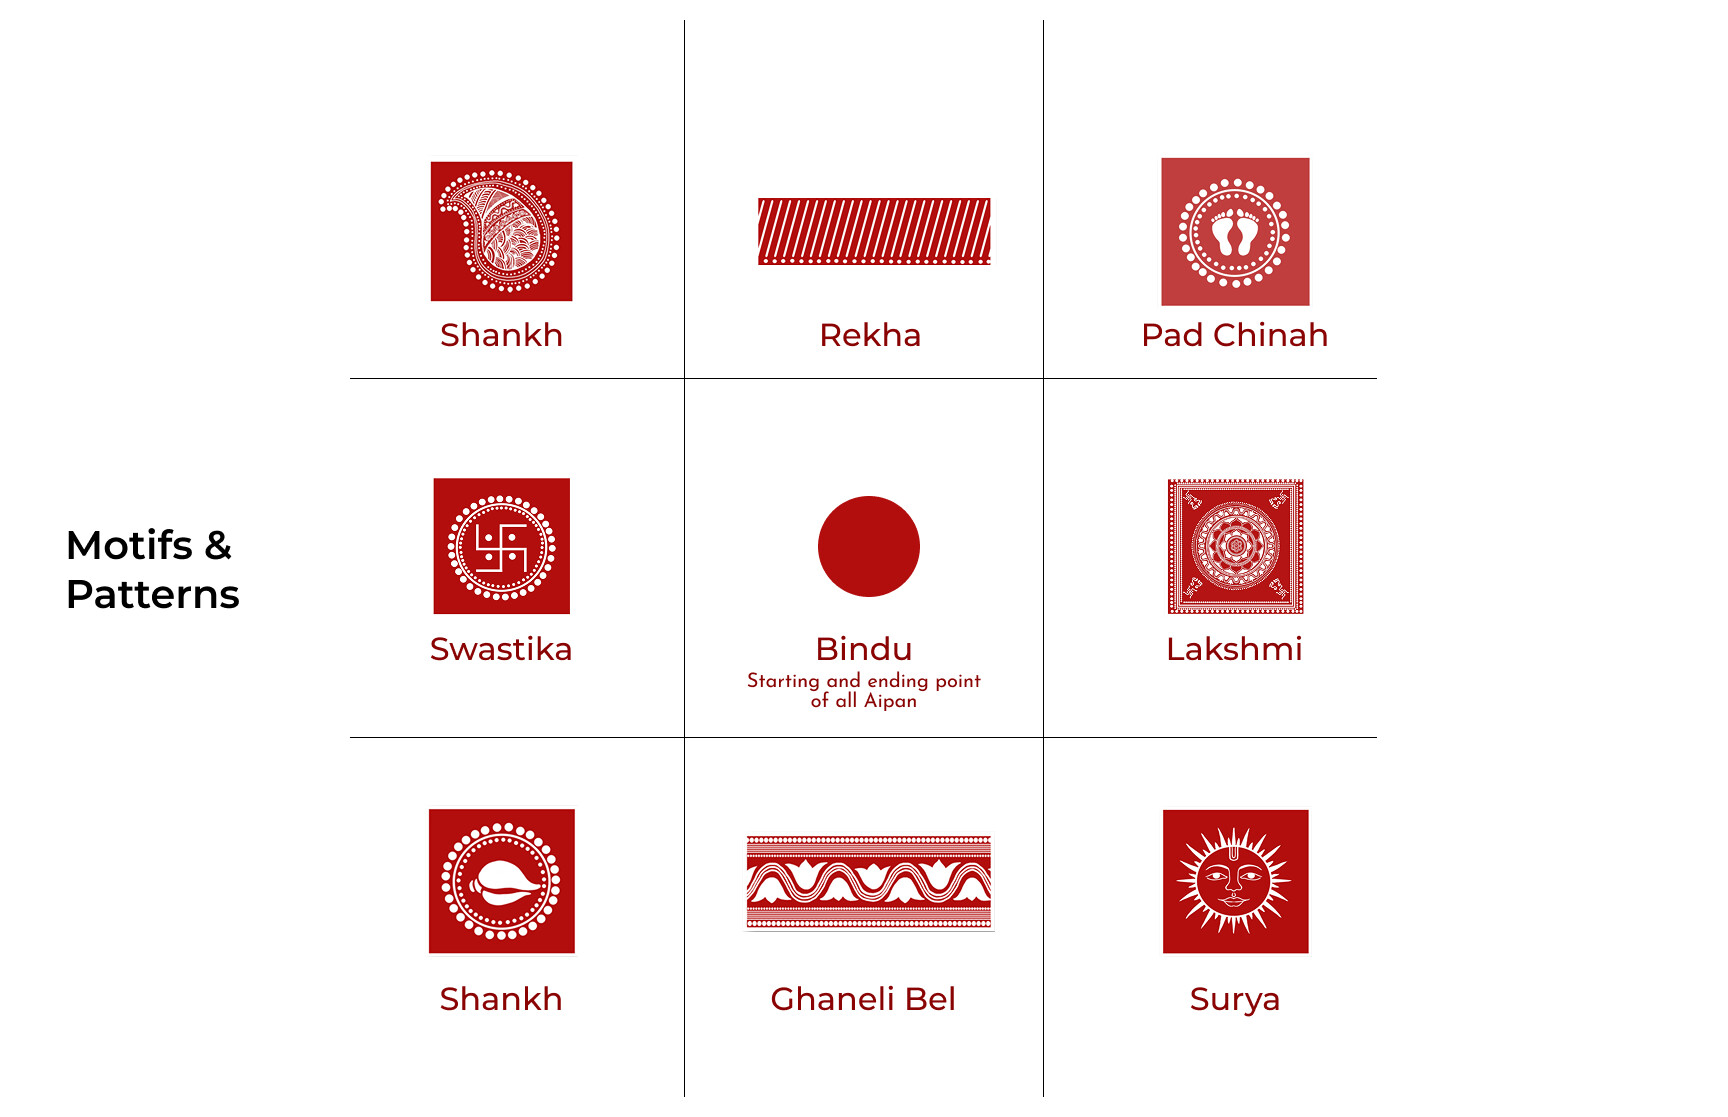 Motifs &
Patterns
Shankh
Rekha
Pad Chinah
Swastika
Bindu
Starting and ending point
of all Aipan
Lakshmi
Shankh
Ghaneli Bel
Surya